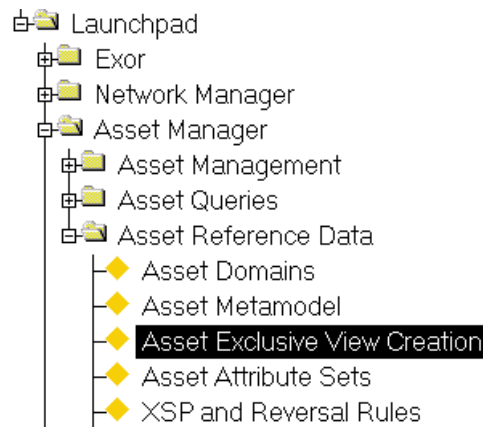 Launchpad
Exor
Network Manager
Asset Manager
Asset Management
Asset Queries
Asset Reference Data
Asset Domains
Asset Metamodel
Asset Exclusive View Creation
Asset Attribute Sets
XSP and Reversal Rules